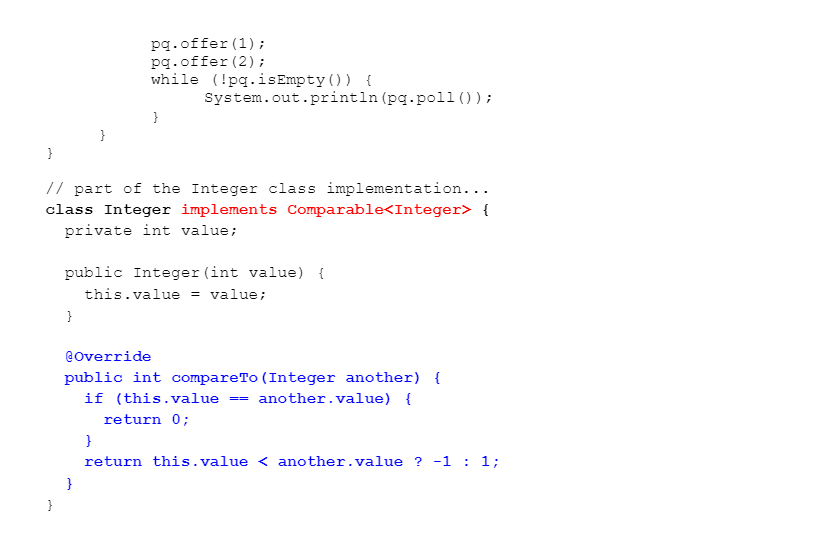 pq.offer(1);
pq.offer(2);
while (!pq.isEmpty()) {
System.out.println(pq.poll());
}
}
}
// part of the Integer class implementation...
class Integer implements Comparable<Integer> {
private int value;
public Integer(int value) {
this.value = value;
}
@Override
public int compareTo(Integer another) {
if (this.value == another.value) {
return 0;
}
return this.value < another.value ? -1 : 1;
}
}